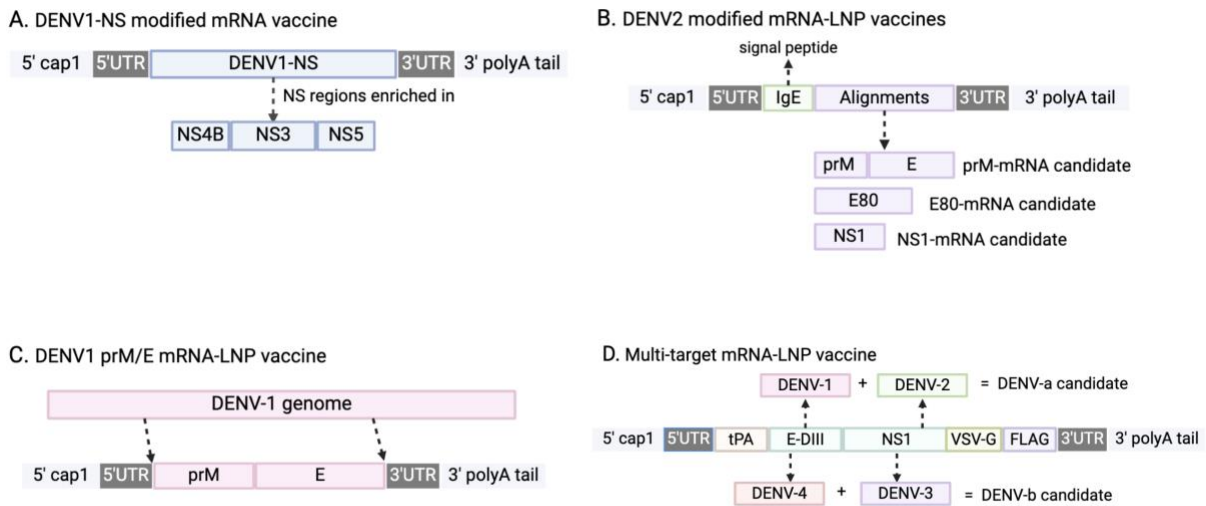 A. DENV1-NS modified mRNA vaccine
5' cap1 5'UTR DENV1-NS 3'UTR 3' polyA tail
NS regions enriched in
NS4B NS3 NS5
B. DENV2 modified mRNA-LNP vaccines
signal peptide
5' cap1 5'UTR IgE Alignments 3'UTR 3' polyA tail
prM E prM-mRNA candidate
E80 E80-mRNA candidate
NS1 NS1-mRNA candidate
C. DENV1 prM/E mRNA-LNP vaccine
DENV-1 genome
5' cap1 5'UTR prM E 3'UTR 3' polyA tail
D. Multi-target mRNA-LNP vaccine
DENV-1 + DENV-2 = DENV-a candidate
5' cap1 5'UTR tPA E-DIII NS1 VSV-G FLAG 3'UTR 3' polyA tail
DENV-4 + DENV-3 = DENV-b candidate